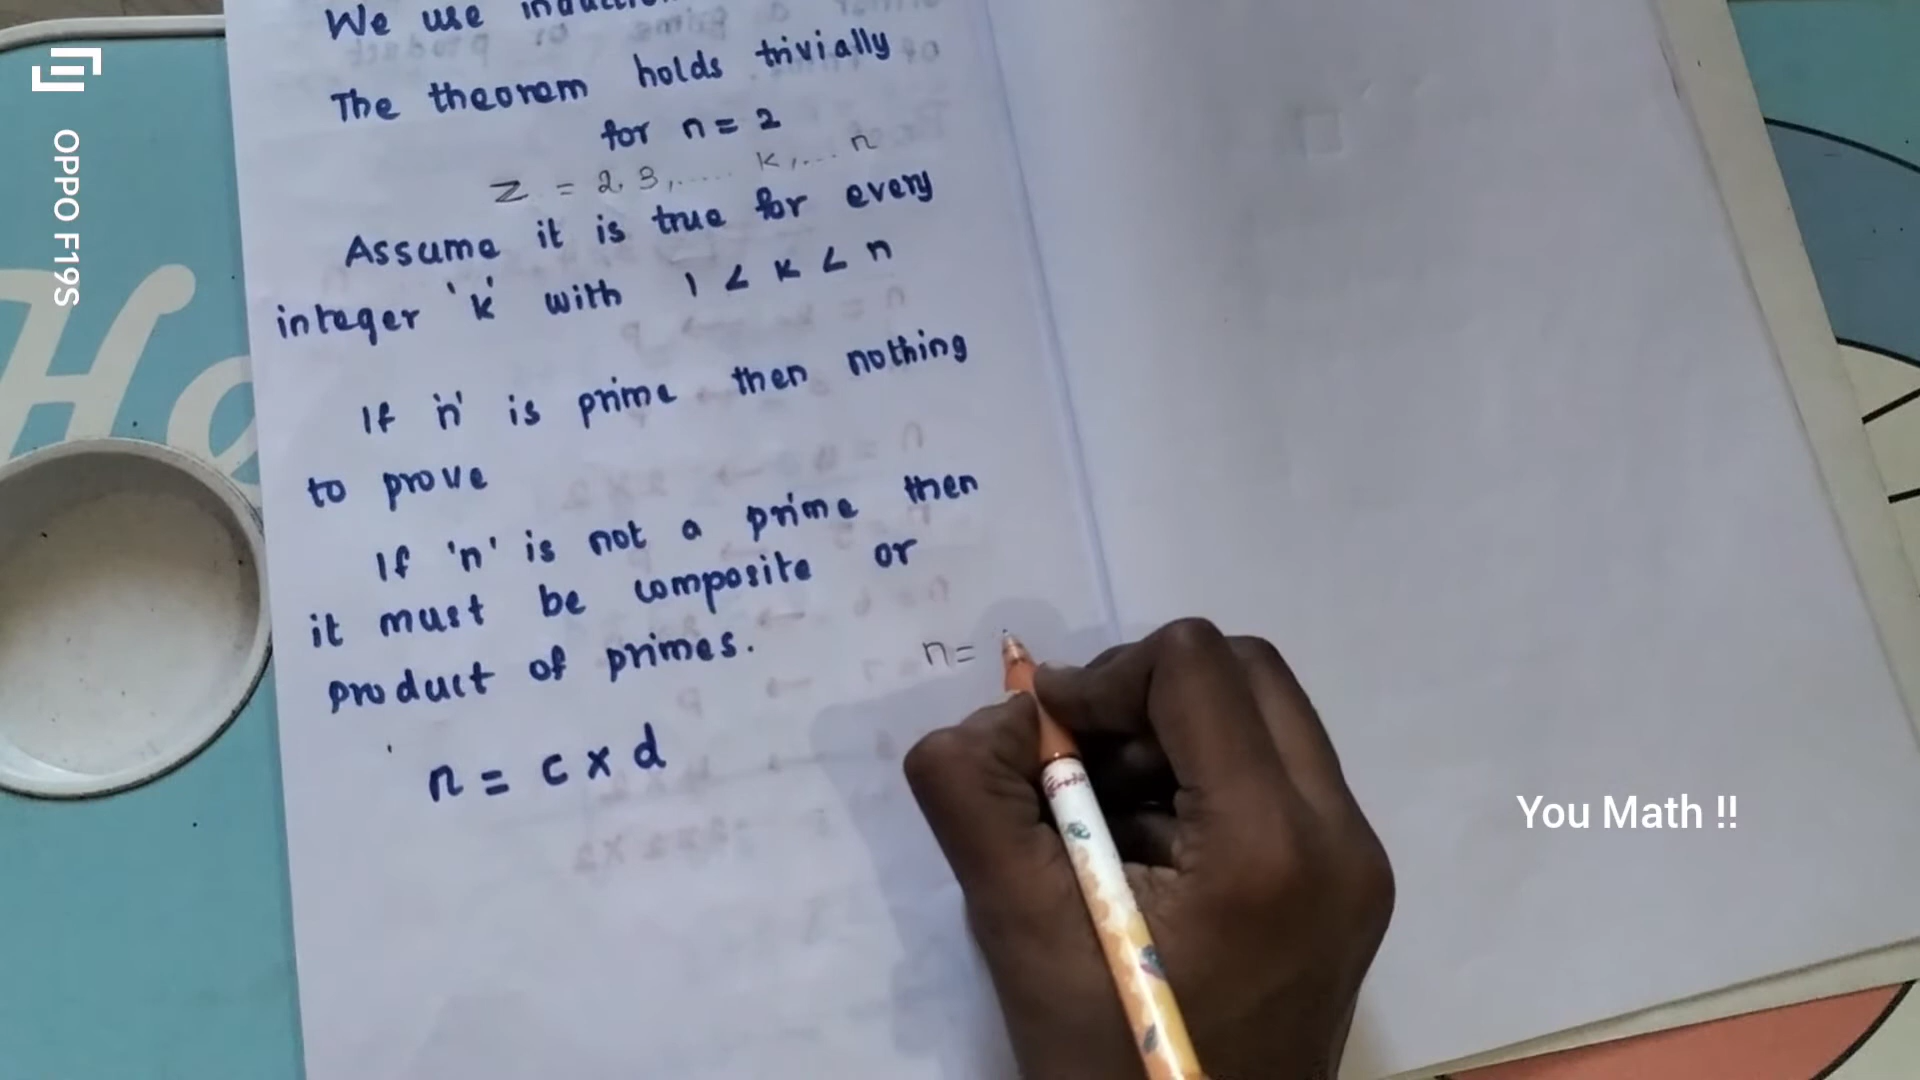 We use
The theorem holds trivially
for n = 2
Z = 2, 3, ..... k, ... n
Assume it is true for every
integer 'k' with 1 < k < n
If 'n' is prime then nothing
to prove
If 'n' is not a prime then
it must be composite or
product of primes.
n =
n = c x d
OPPO F19S
You Math !!